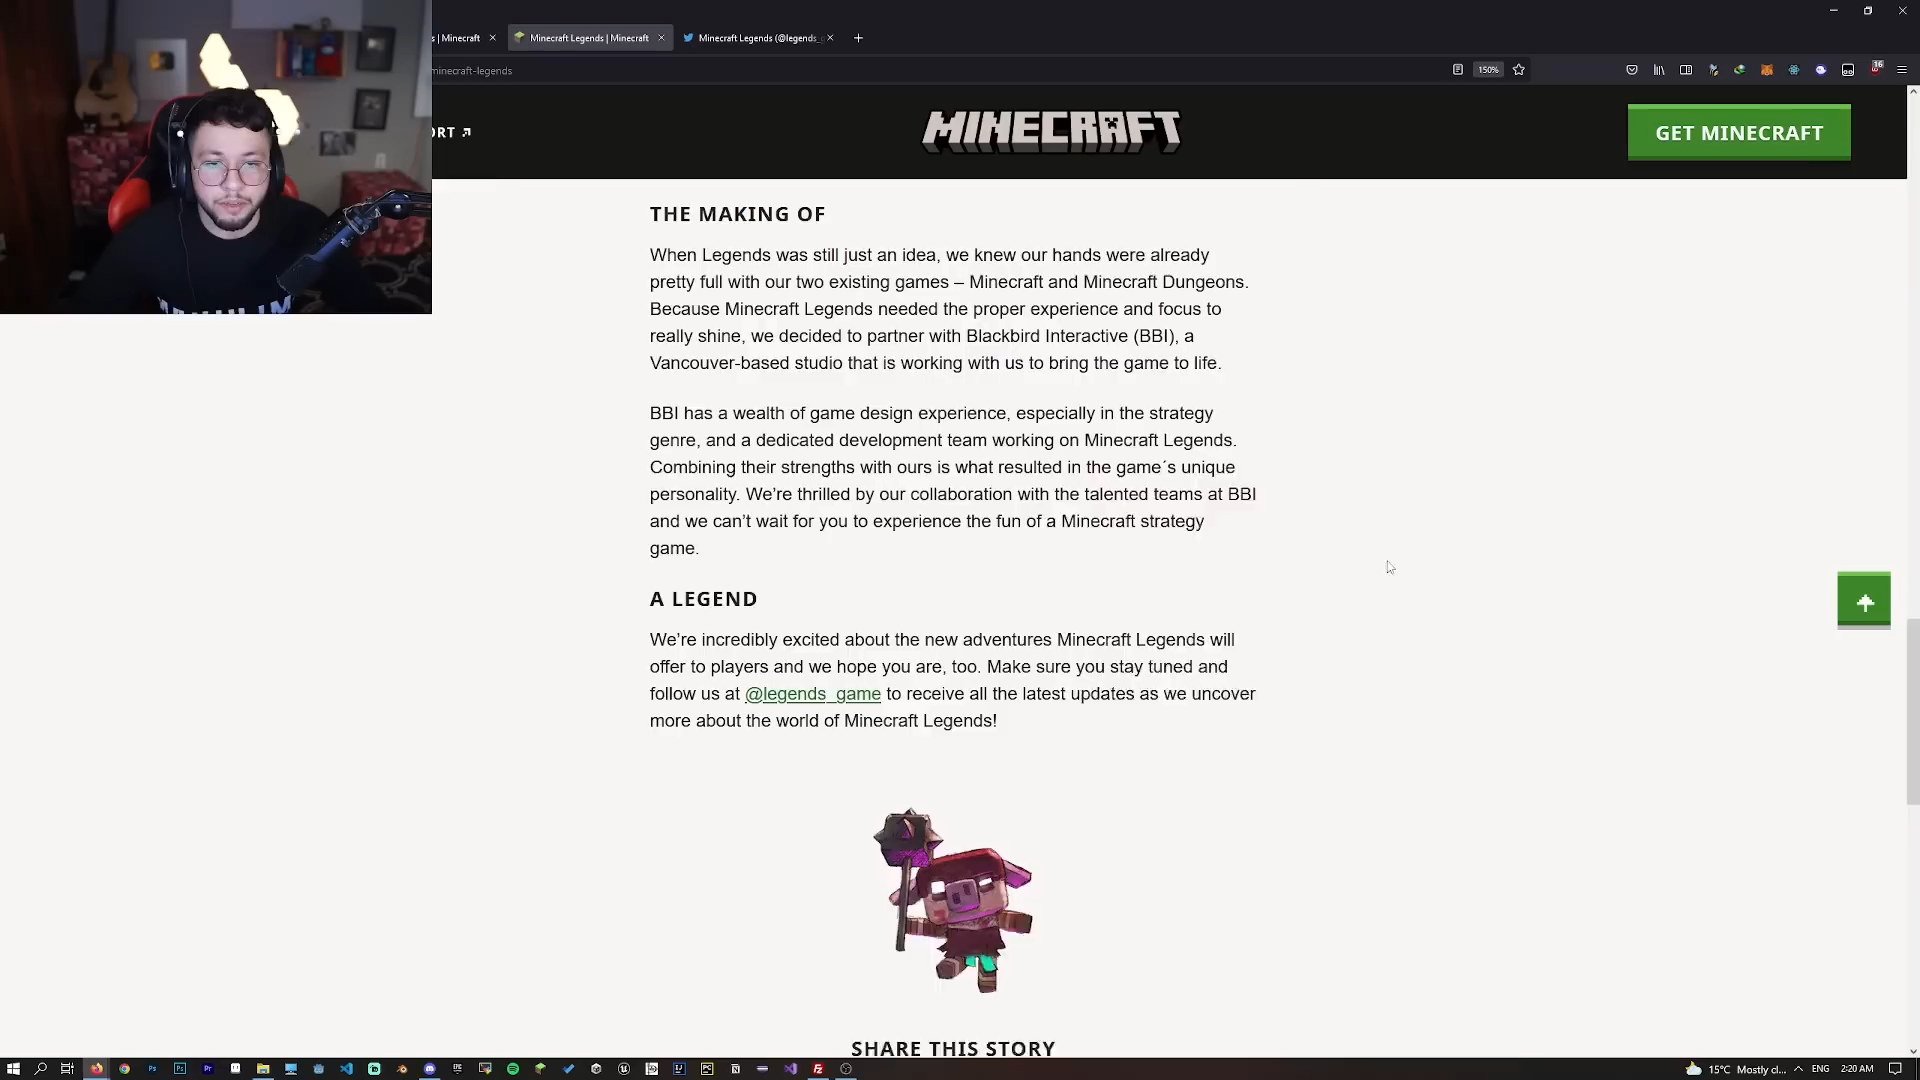 s | Minecraft
Minecraft Legends | Minecraft
Minecraft Legends (@legends_
minecraft-legends
150%
16
ORT
MINECRAFT
GET MINECRAFT
THE MAKING OF
When Legends was still just an idea, we knew our hands were already
pretty full with our two existing games – Minecraft and Minecraft Dungeons.
Because Minecraft Legends needed the proper experience and focus to
really shine, we decided to partner with Blackbird Interactive (BBI), a
Vancouver-based studio that is working with us to bring the game to life.
BBI has a wealth of game design experience, especially in the strategy
genre, and a dedicated development team working on Minecraft Legends.
Combining their strengths with ours is what resulted in the game´s unique
personality. We’re thrilled by our collaboration with the talented teams at BBI
and we can’t wait for you to experience the fun of a Minecraft strategy
game.
A LEGEND
We’re incredibly excited about the new adventures Minecraft Legends will
offer to players and we hope you are, too. Make sure you stay tuned and
follow us at @legends_game to receive all the latest updates as we uncover
more about the world of Minecraft Legends!
SHARE THIS STORY
15°C Mostly cl... ENG 2:20 AM